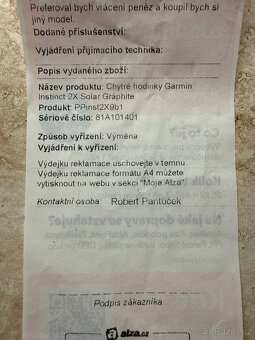 Preferoval bych vrácení peněz a koupil bych si
jiný model.
Dodané příslušenství:
Vyjádření přijímacího technika:
Popis vydaného zboží:
Název produktu: Chytré hodinky Garmin
Instinct 2X Solar Graphite
Produkt: PPinst2X9b1
Sériové číslo: 81A101401
Způsob vyřízení: Výměna
Vyjádření k vyřízení:
Výdejku reklamace uschovejte v temnu
Výdejku reklamace formátu A4 můžete
vytisknout na webu v sekci "Moje Alza".
Kontaktní osoba: Robert Pantůček
Podpis zákazníka:
alza.cz